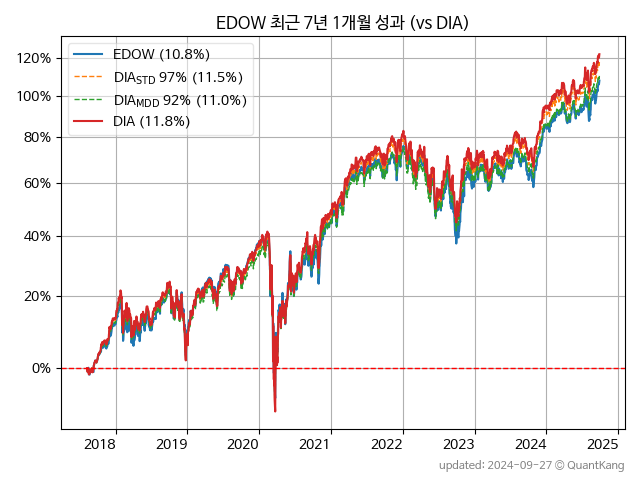 EDOW 최근 7년 1개월 성과 (vs DIA)
EDOW (10.8%)
DIA_STD 97% (11.5%)
DIA_MDD 92% (11.0%)
DIA (11.8%)
120%
100%
80%
60%
40%
20%
0%
2018 2019 2020 2021 2022 2023 2024 2025
updated: 2024-09-27 © QuantKang